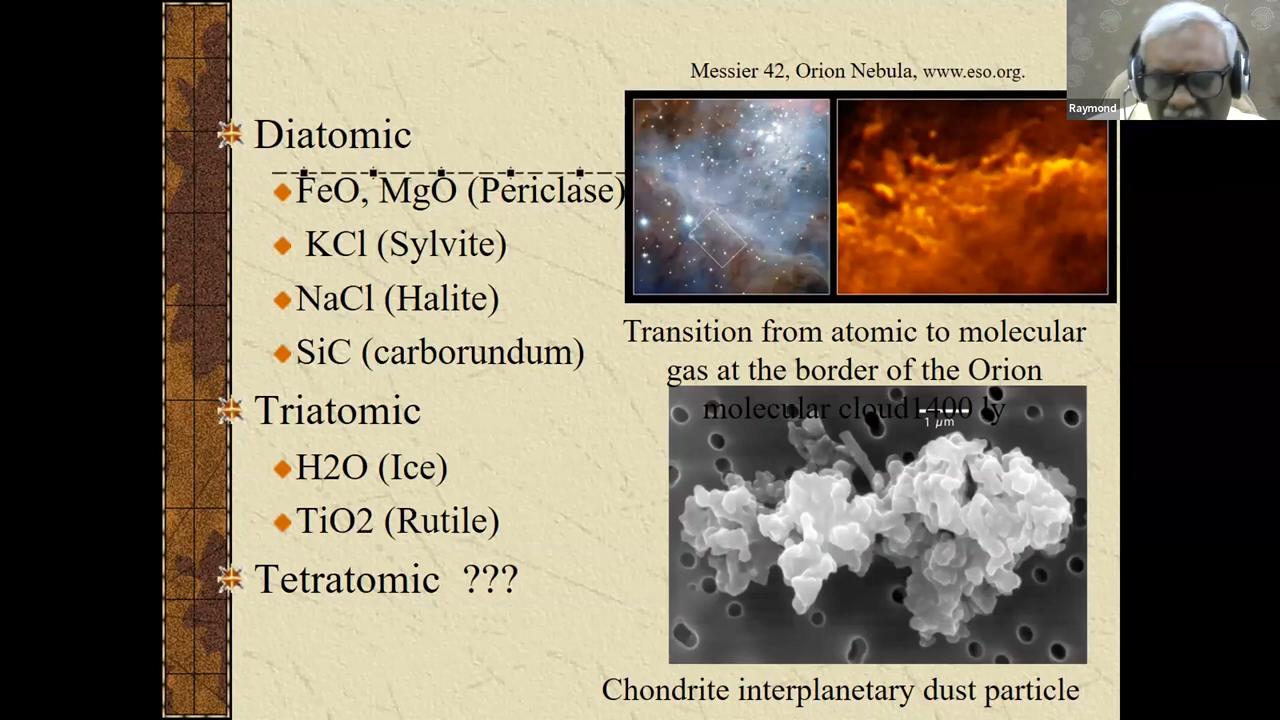 Messier 42, Orion Nebula, www.eso.org.
Raymond
Diatomic
FeO, MgO (Periclase)
KCl (Sylvite)
NaCl (Halite)
SiC (carborundum)
Triatomic
H2O (Ice)
TiO2 (Rutile)
Tetratomic ???
Transition from atomic to molecular
gas at the border of the Orion
molecular cloud1400 ly
1 µm
Chondrite interplanetary dust particle